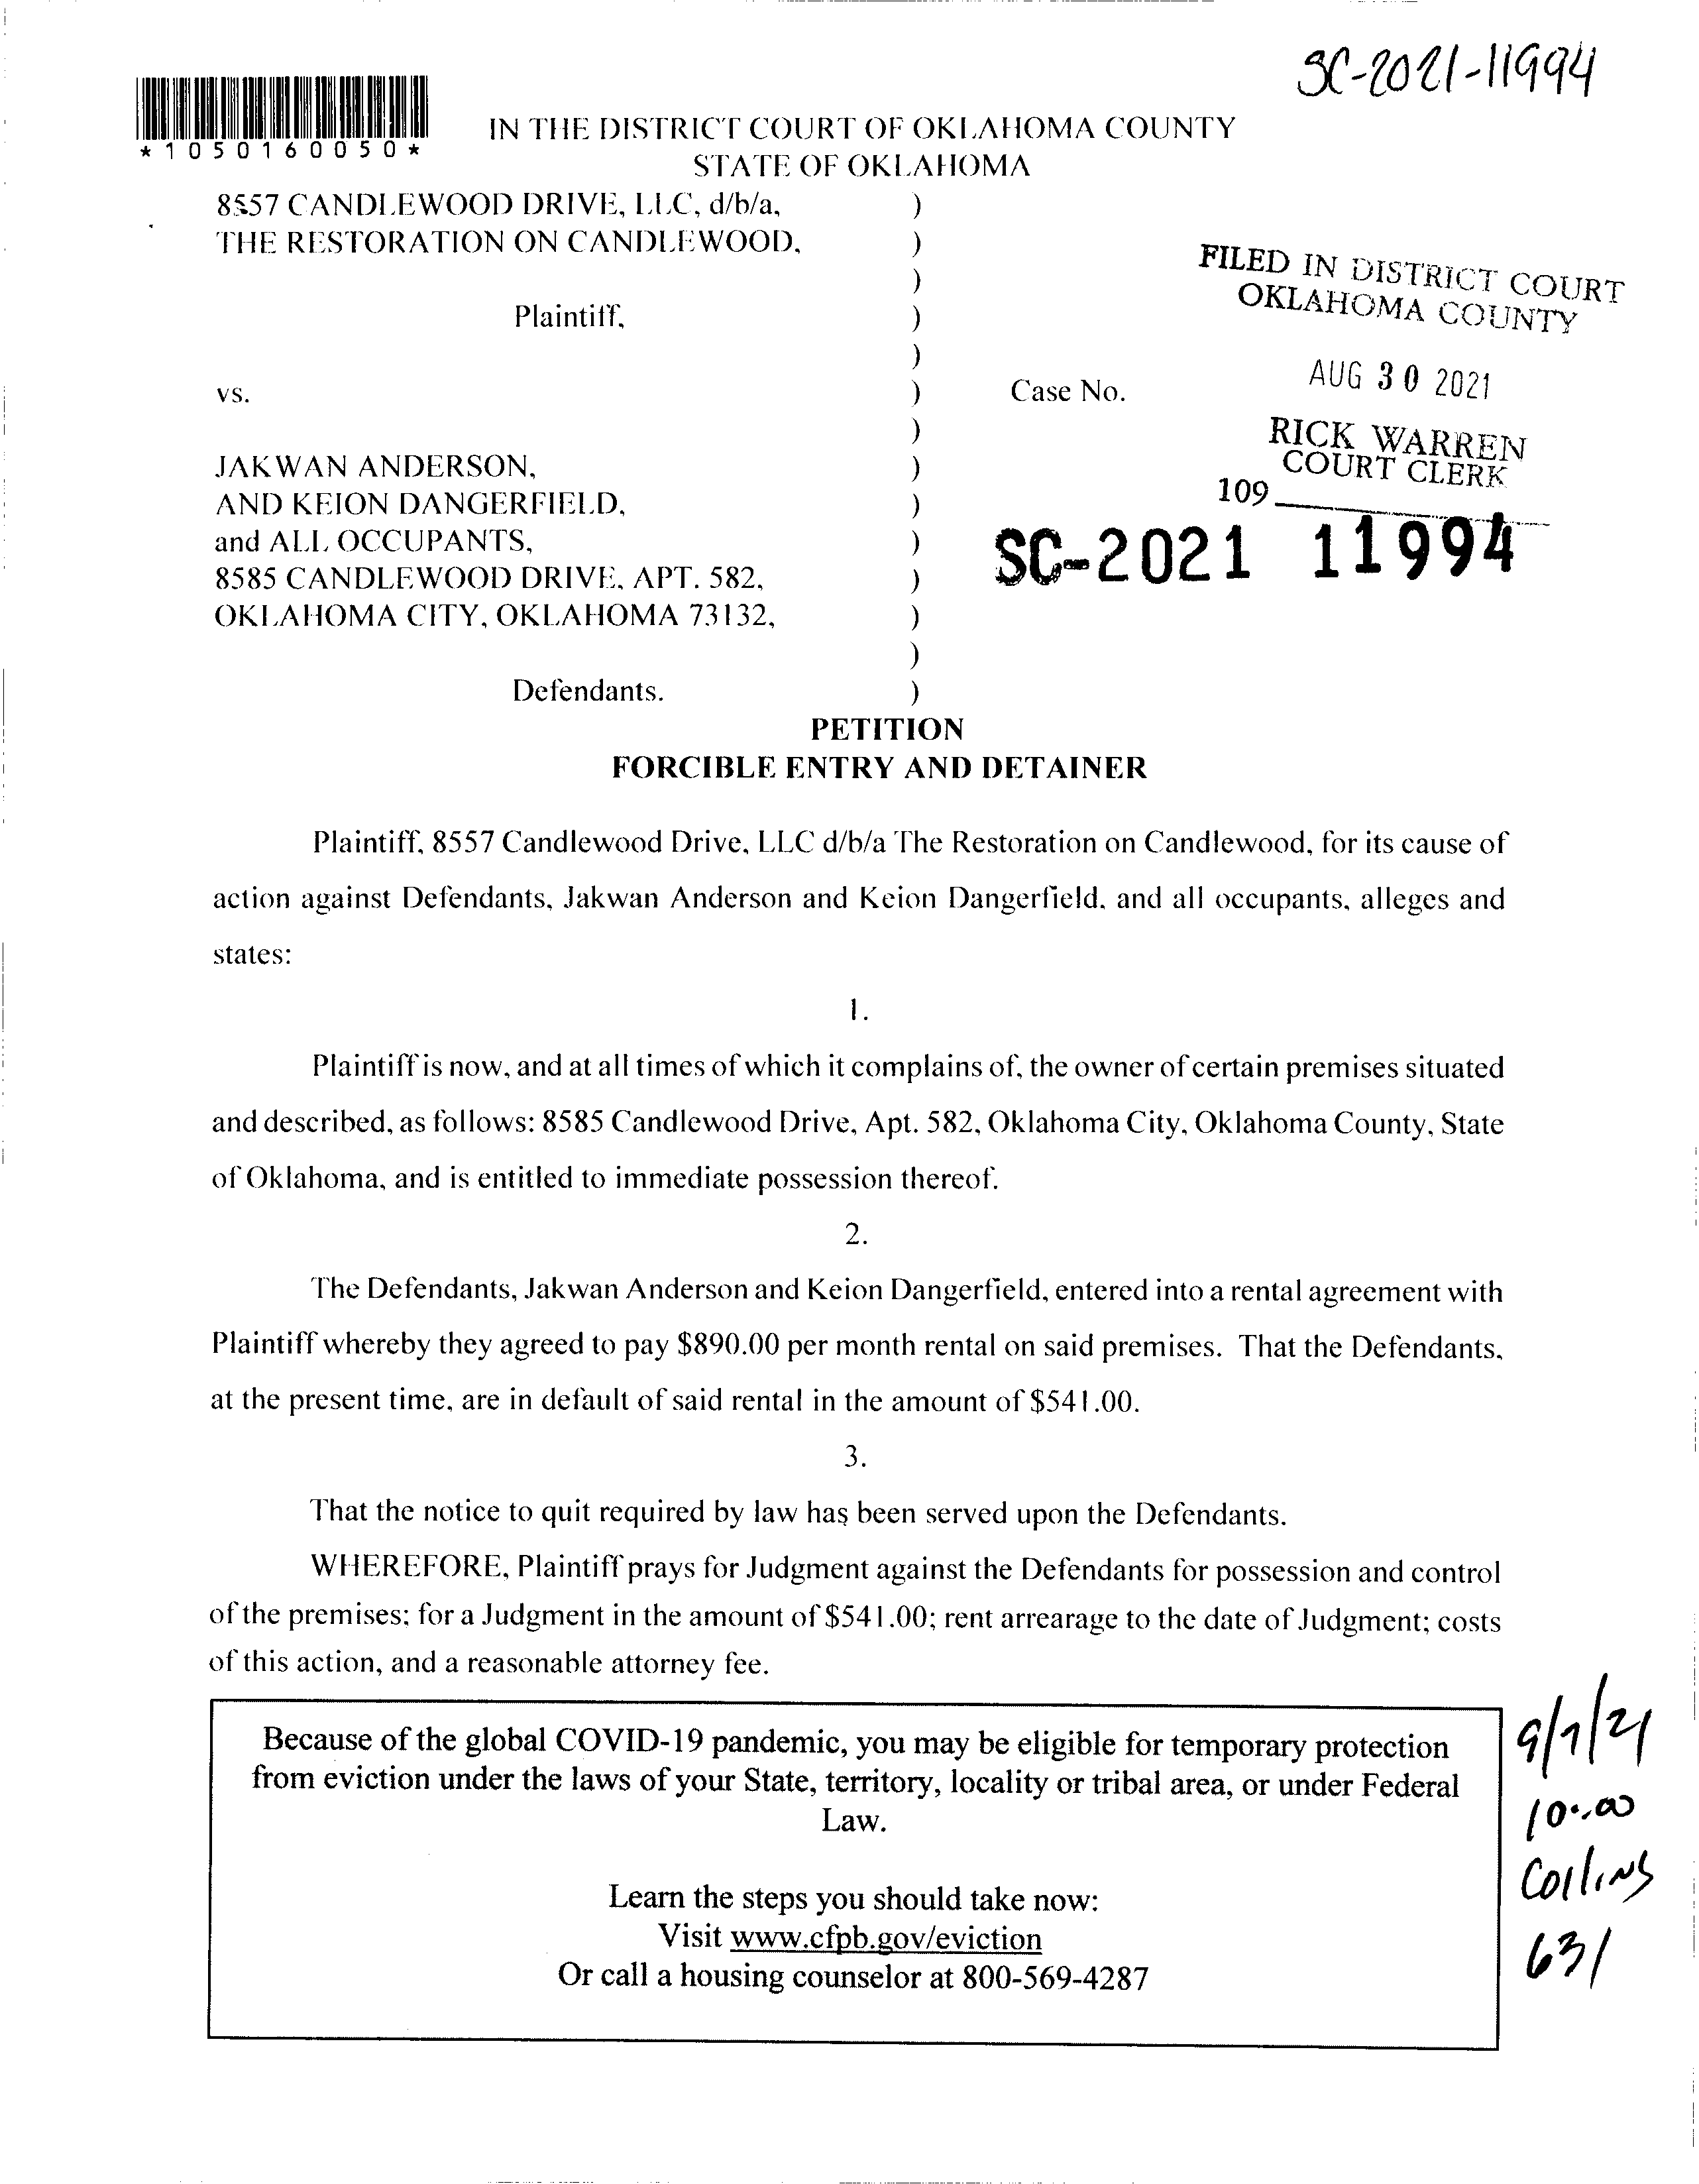 SC-2021-11994
*1050160050*
IN THE DISTRICT COURT OF OKLAHOMA COUNTY
STATE OF OKLAHOMA
8557 CANDLEWOOD DRIVE, LLC, d/b/a, )
THE RESTORATION ON CANDLEWOOD, )
)
Plaintiff, )
)
vs. ) Case No.
)
JAKWAN ANDERSON, )
AND KEION DANGERFIELD, )
and ALL OCCUPANTS, )
8585 CANDLEWOOD DRIVE, APT. 582, )
OKLAHOMA CITY, OKLAHOMA 73132, )
)
Defendants. )
FILED IN DISTRICT COURT
OKLAHOMA COUNTY
AUG 30 2021
RICK WARREN
COURT CLERK
109
SC-2021 11994
PETITION
FORCIBLE ENTRY AND DETAINER
Plaintiff, 8557 Candlewood Drive, LLC d/b/a The Restoration on Candlewood, for its cause of
action against Defendants, Jakwan Anderson and Keion Dangerfield, and all occupants, alleges and
states:
1.
Plaintiff is now, and at all times of which it complains of, the owner of certain premises situated
and described, as follows: 8585 Candlewood Drive, Apt. 582, Oklahoma City, Oklahoma County, State
of Oklahoma, and is entitled to immediate possession thereof.
2.
The Defendants, Jakwan Anderson and Keion Dangerfield, entered into a rental agreement with
Plaintiff whereby they agreed to pay $890.00 per month rental on said premises. That the Defendants,
at the present time, are in default of said rental in the amount of $541.00.
3.
That the notice to quit required by law has been served upon the Defendants.
WHEREFORE, Plaintiff prays for Judgment against the Defendants for possession and control
of the premises; for a Judgment in the amount of $541.00; rent arrearage to the date of Judgment; costs
of this action, and a reasonable attorney fee.
Because of the global COVID-19 pandemic, you may be eligible for temporary protection
from eviction under the laws of your State, territory, locality or tribal area, or under Federal
Law.
Learn the steps you should take now:
Visit www.cfpb.gov/eviction
Or call a housing counselor at 800-569-4287
10:00
Collins
631